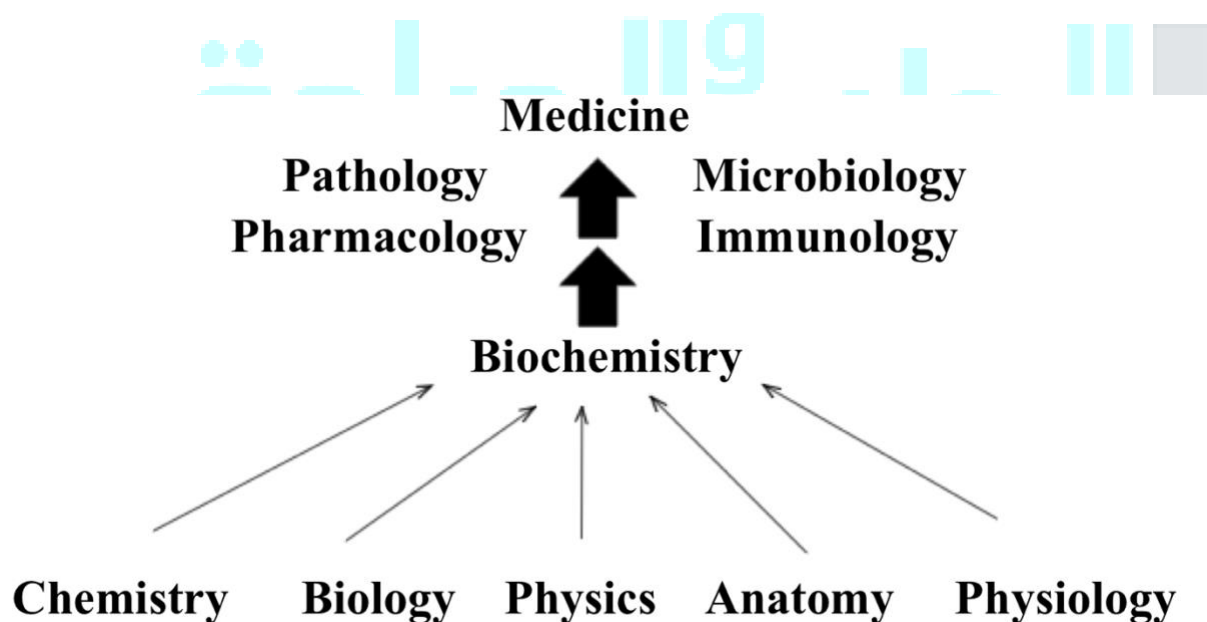 Medicine
Pathology Microbiology
Pharmacology Immunology
Biochemistry
Chemistry Biology Physics Anatomy Physiology